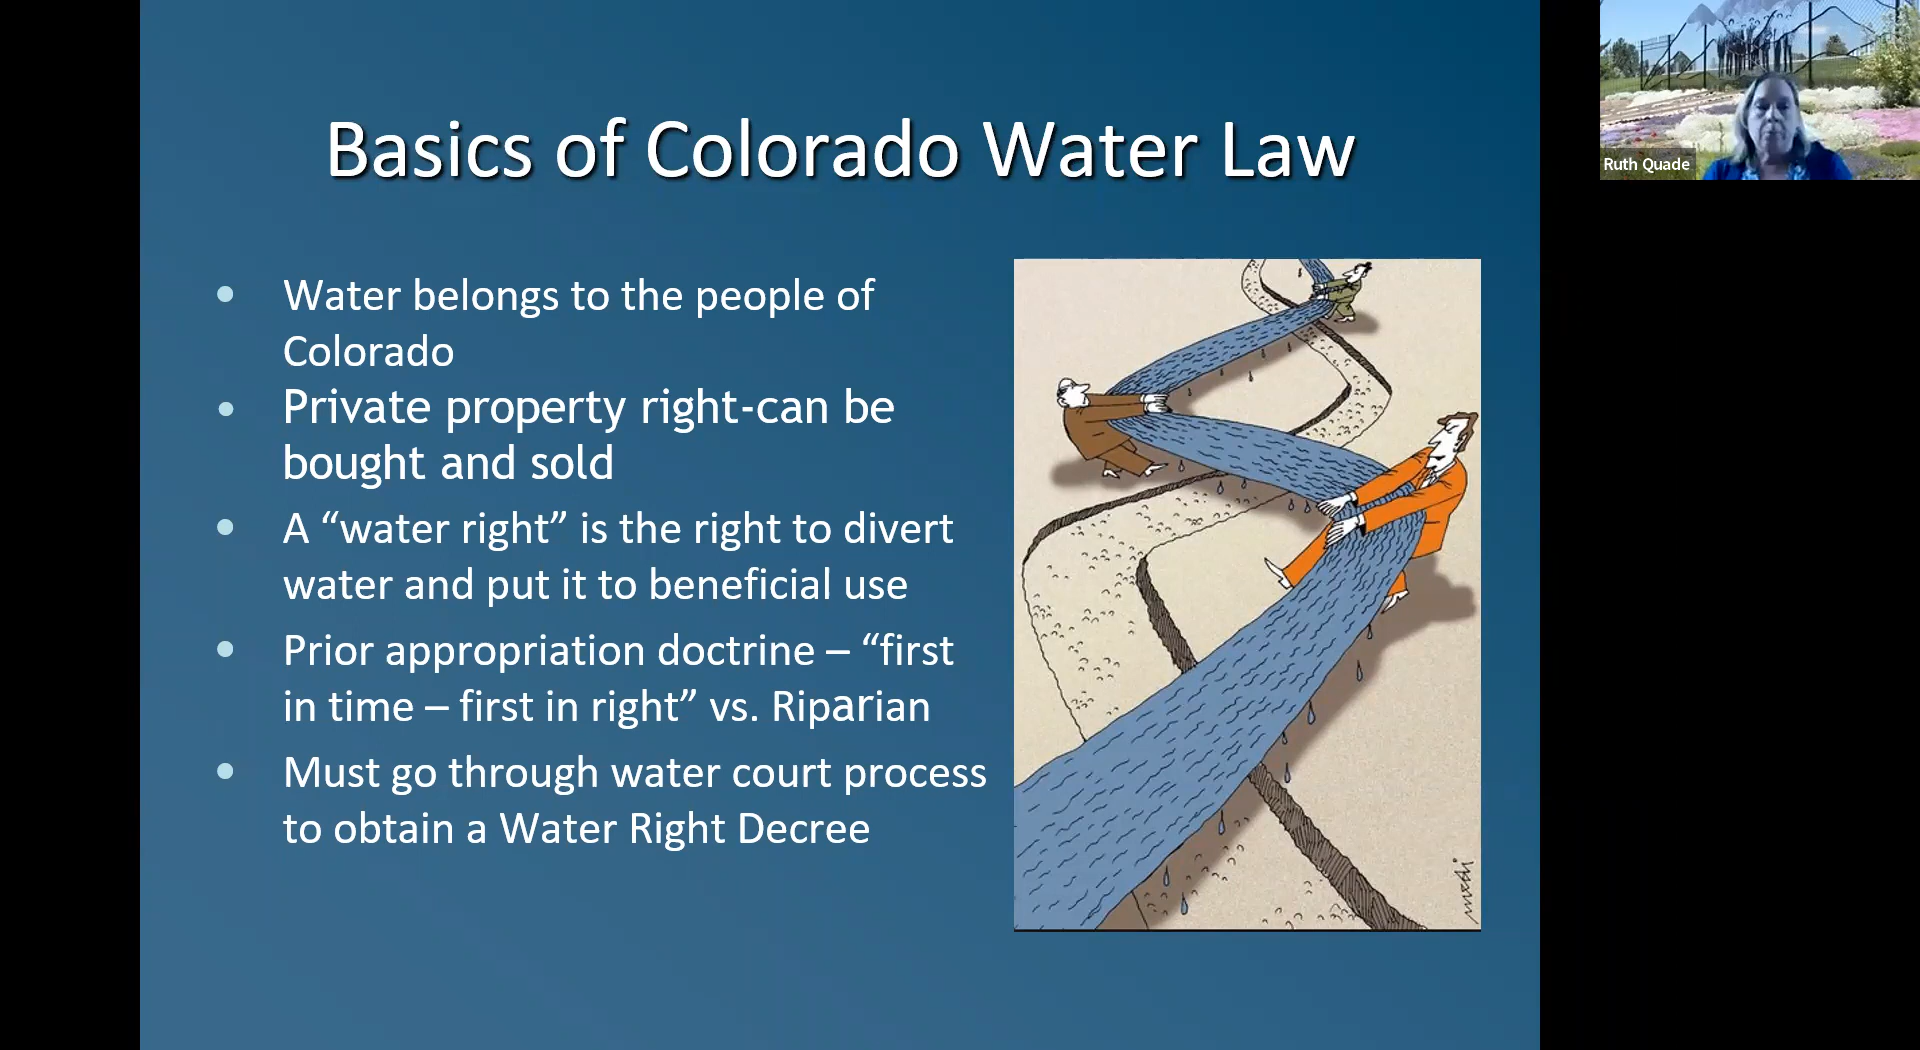 Basics of Colorado Water Law
Ruth Quade
Water belongs to the people of
Colorado
Private property right-can be
bought and sold
A “water right” is the right to divert
water and put it to beneficial use
Prior appropriation doctrine – “first
in time – first in right” vs. Riparian
Must go through water court process
to obtain a Water Right Decree